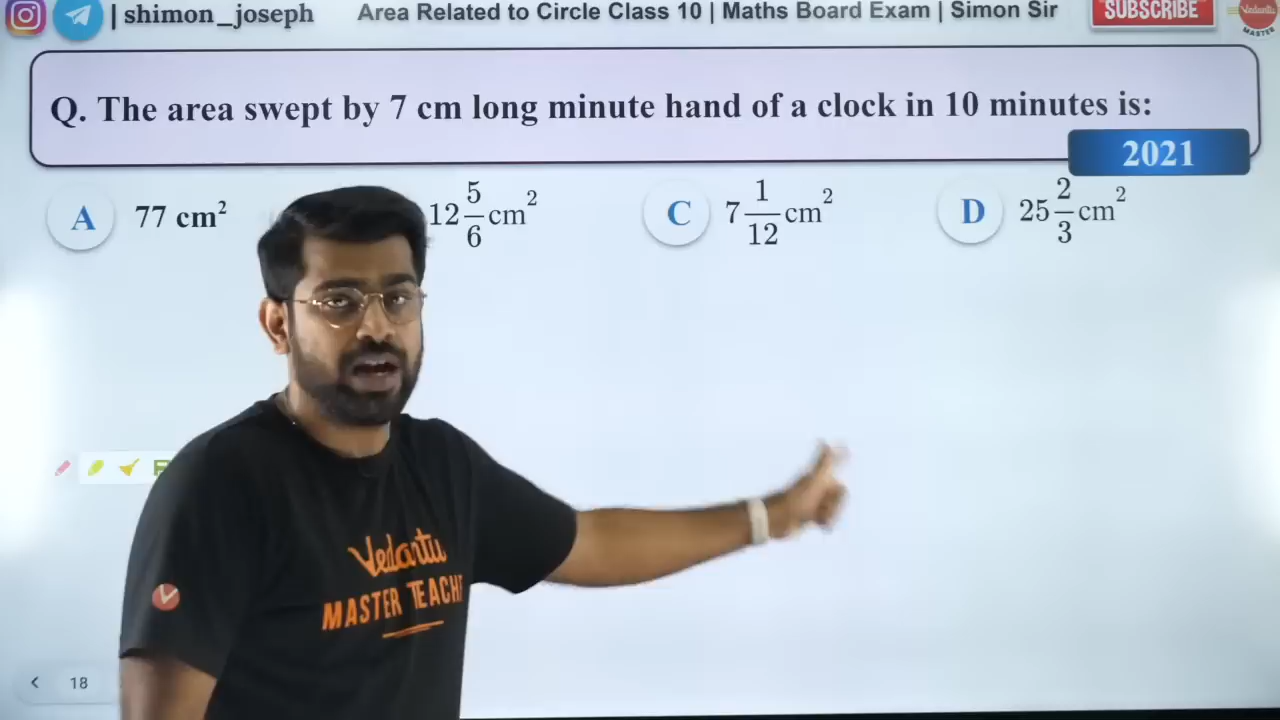 | shimon_joseph
Area Related to Circle Class 10 | Maths Board Exam | Simon Sir
SUBSCRIBE
Vedantu
MASTER
Q. The area swept by 7 cm long minute hand of a clock in 10 minutes is:
2021
A 77 cm²
12 5/6 cm²
C 7 1/12 cm²
D 25 2/3 cm²
Vedantu
MASTER TEACH
< 18